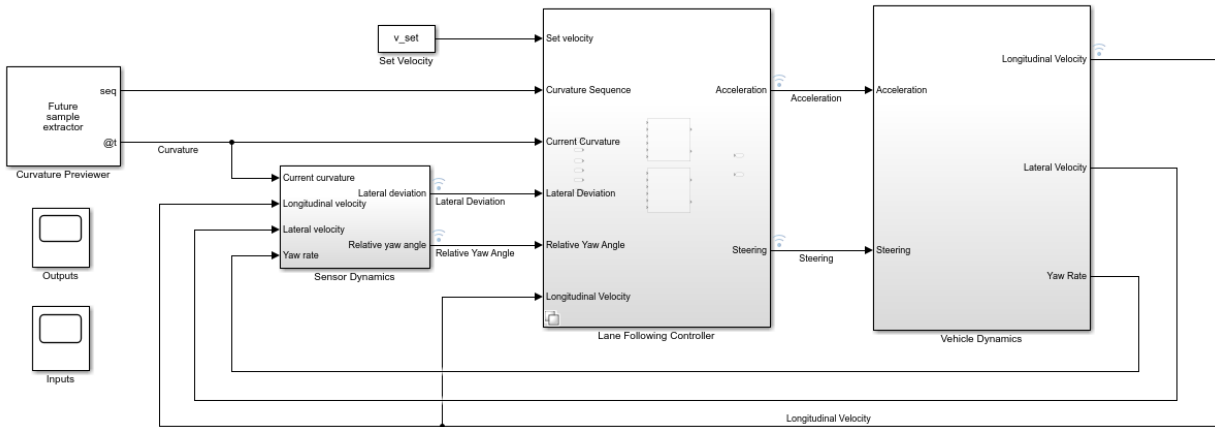 v_set
Set Velocity
Future
sample
extractor
seq
@t
Curvature Previewer
Curvature
Outputs
Inputs
Current curvature
Longitudinal velocity
Lateral velocity
Yaw rate
Lateral deviation
Relative yaw angle
Sensor Dynamics
Lateral Deviation
Relative Yaw Angle
Set velocity
Curvature Sequence
Current Curvature
Lateral Deviation
Relative Yaw Angle
Longitudinal Velocity
Acceleration
Steering
Lane Following Controller
Acceleration
Steering
Acceleration
Steering
Longitudinal Velocity
Lateral Velocity
Yaw Rate
Vehicle Dynamics
Longitudinal Velocity